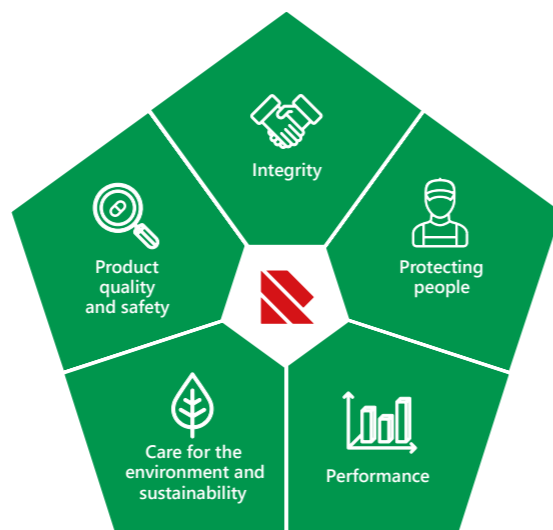 Integrity
Product
quality
and safety
Protecting
people
Care for the
environment and
sustainability
Performance